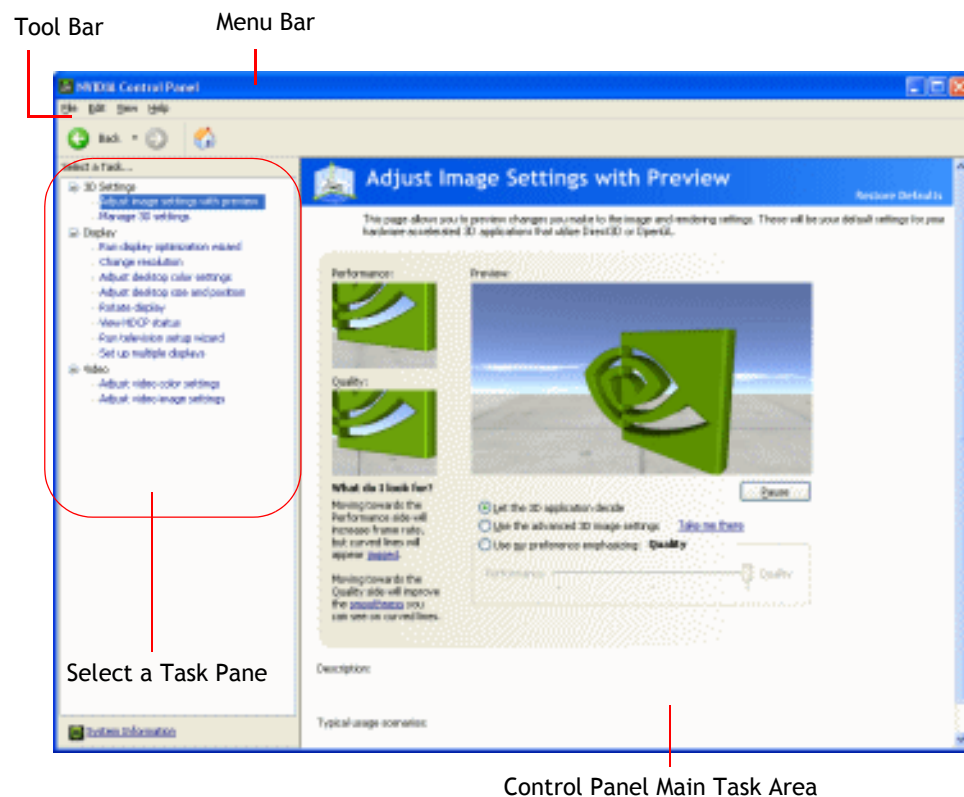 Tool Bar
Menu Bar
NVIDIA Control Panel
File Edit View Help
Back
Select a Task...
3D Settings
Adjust image settings with preview
Manage 3D settings
Display
Run display optimization wizard
Change resolution
Adjust desktop color settings
Adjust desktop size and position
Rotate display
View HDCP status
Run television setup wizard
Set up multiple displays
Video
Adjust video color settings
Adjust video image settings
Select a Task Pane
System Information
Adjust Image Settings with Preview
Restore Defaults
This page allows you to preview changes you make to the image and rendering settings. These will be your default settings for your
hardware accelerated 3D applications that utilize Direct3D or OpenGL.
Performance:
Preview:
Quality:
What do I look for?
Moving towards the
Performance side will
increase frame rate,
but curved lines will
appear jagged.
Moving towards the
Quality side will improve
the smoothness you
can see on curved lines.
Pause
Let the 3D application decide
Use the advanced 3D image settings Take me there
Use my preference emphasizing: Quality
Performance Quality
Description:
Typical usage scenarios:
Control Panel Main Task Area